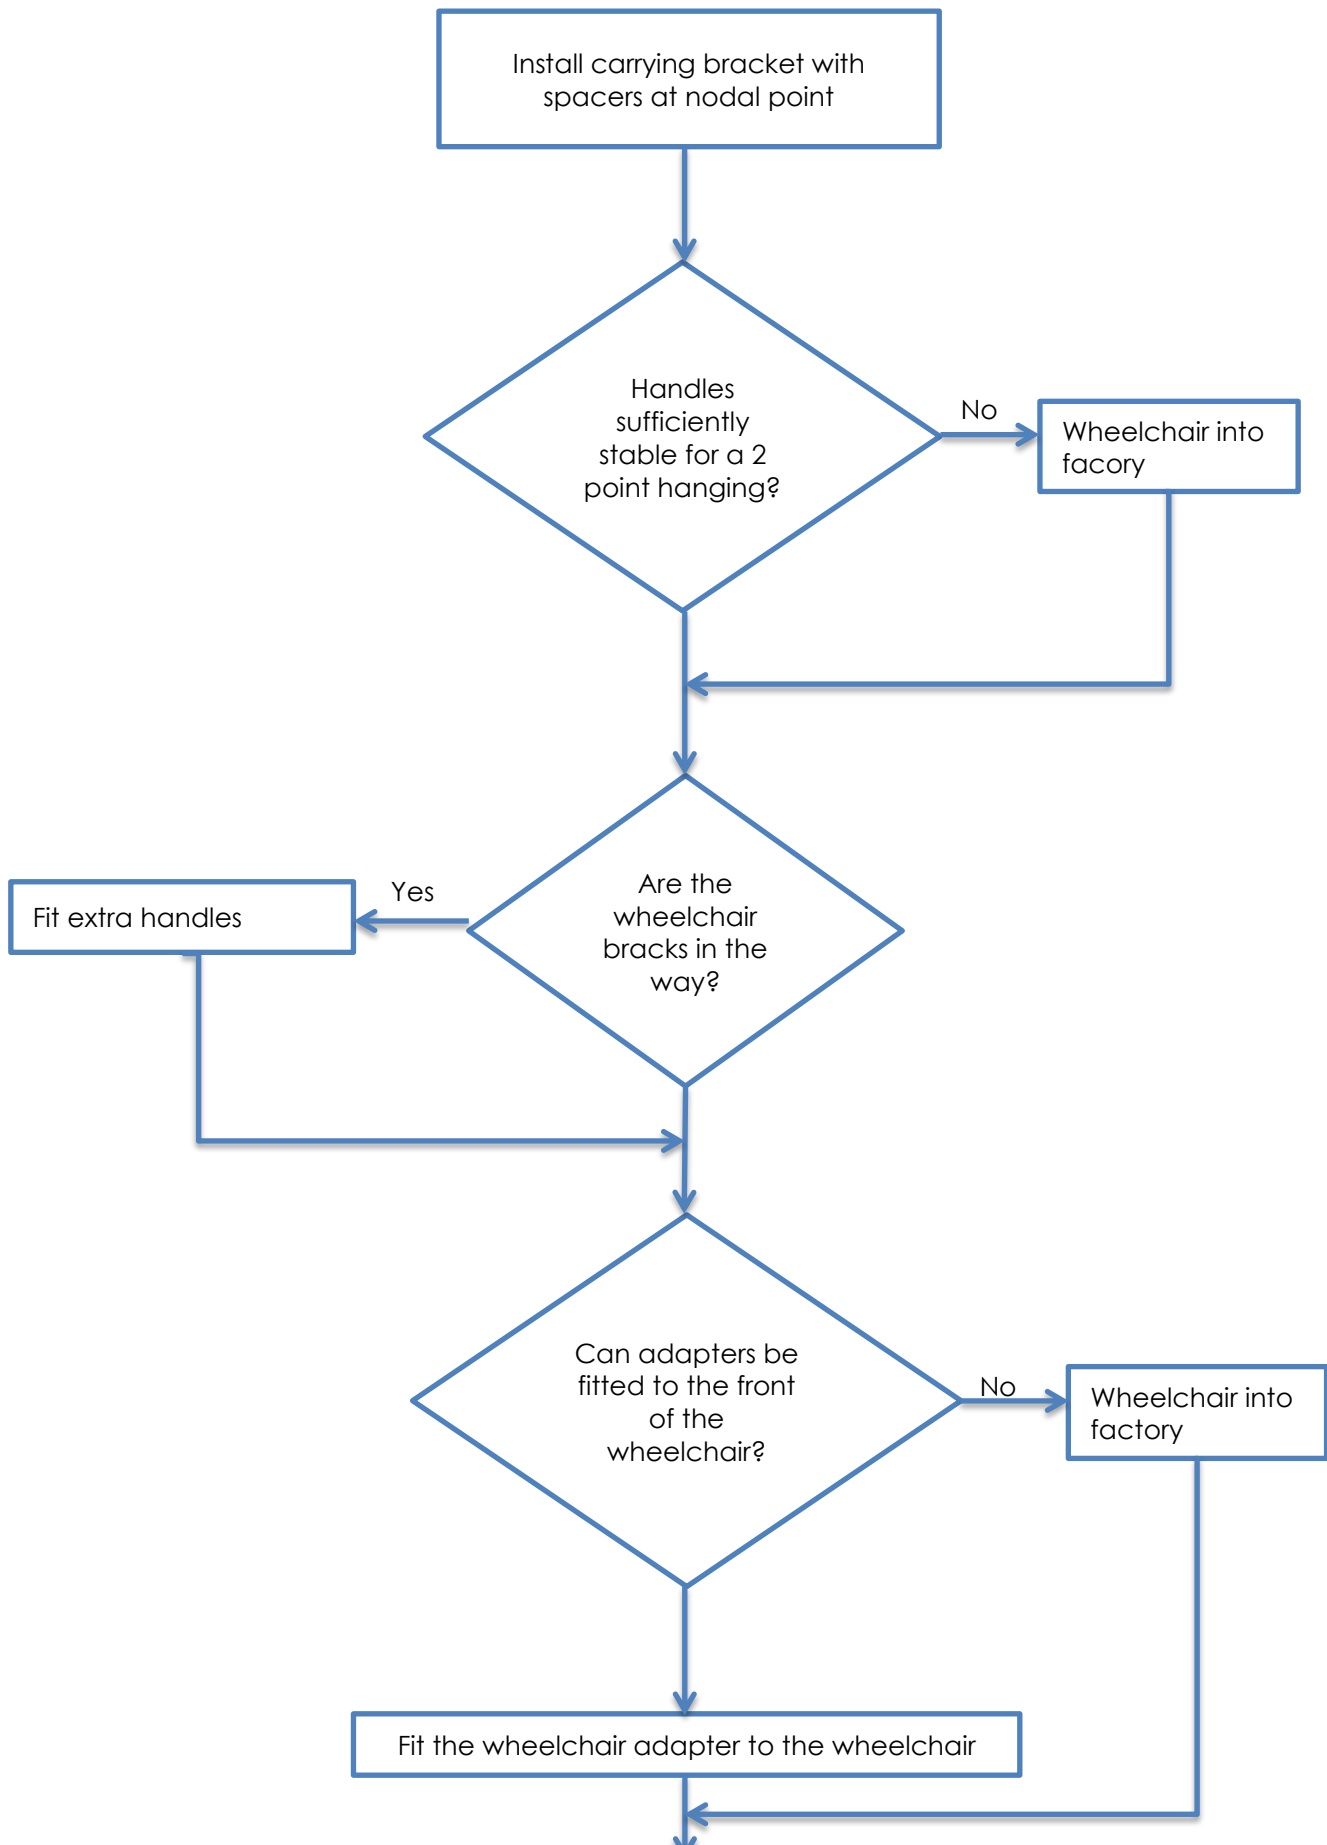 Install carrying bracket with
spacers at nodal point
Handles
sufficiently
stable for a 2
point hanging?
No
Wheelchair into
facory
Are the
wheelchair
bracks in the
way?
Yes
Fit extra handles
Can adapters be
fitted to the front
of the
wheelchair?
No
Wheelchair into
factory
Fit the wheelchair adapter to the wheelchair